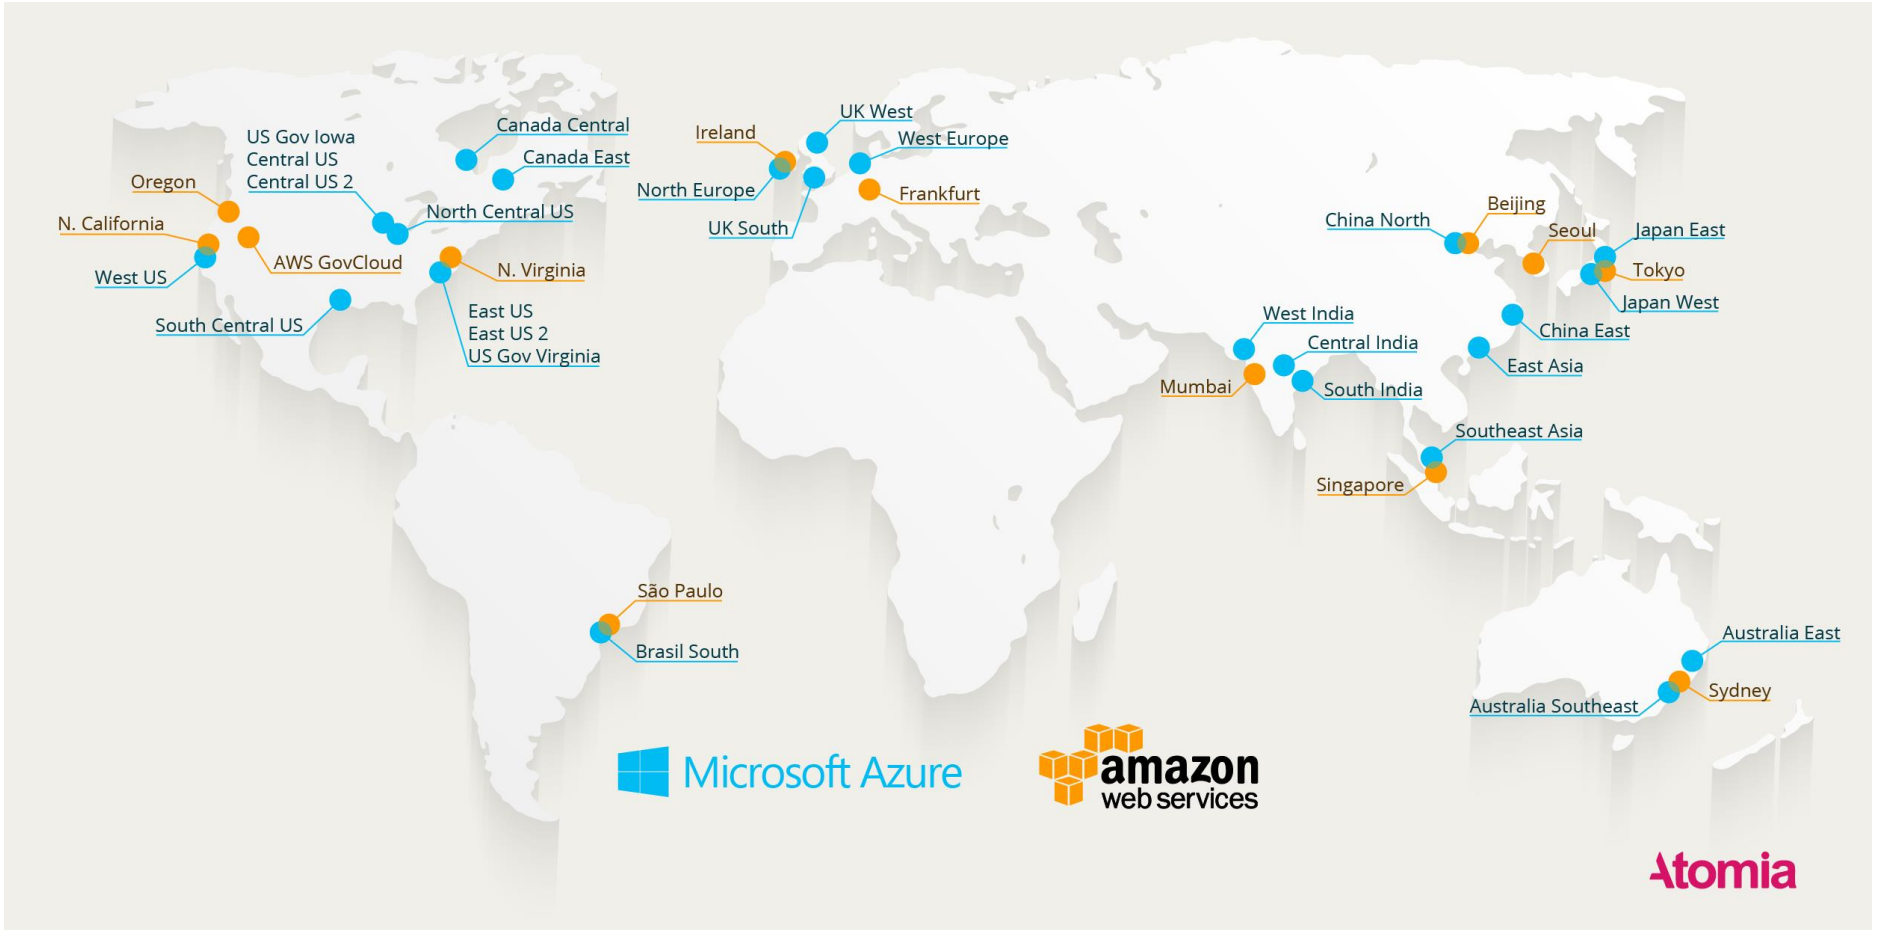 UK West
Canada Central
Ireland
US Gov Iowa
West Europe
Canada East
Central US
Oregon
Central US 2
North Europe
Frankfurt
Beijing
North Central US
China North
N. California
UK South
Seoul
Japan East
AWS GovCloud
N. Virginia
Tokyo
West US
Japan West
East US
West India
South Central US
East US 2
China East
Central India
US Gov Virginia
East Asia
Mumbai
South India
Southeast Asia
Singapore
São Paulo
Australia East
Brasil South
Sydney
Australia Southeast
Microsoft Azure
amazon
web services
Atomia